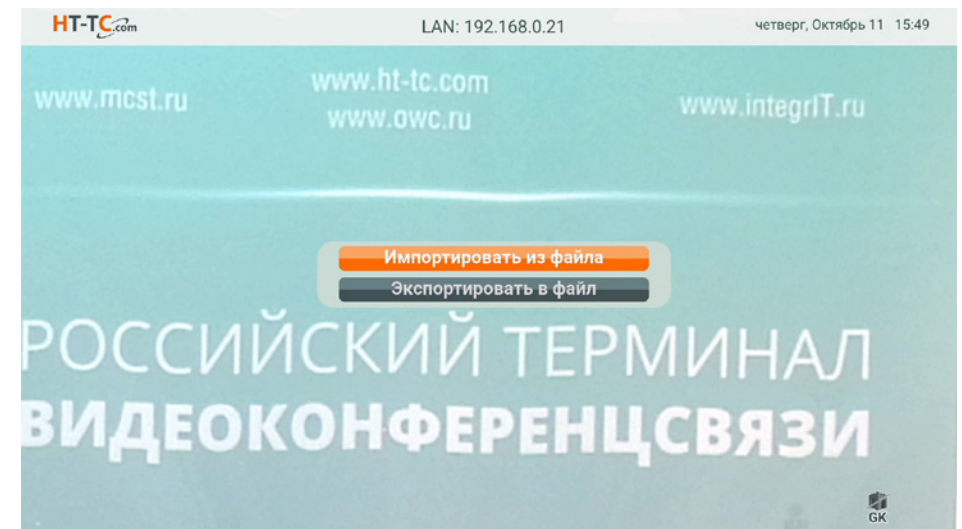 HT-TC.com
LAN: 192.168.0.21
четверг, Октябрь 11 15:49
www.ht-tc.com
www.mcst.ru
www.owc.ru
www.integrIT.ru
Импортировать из файла
Экспортировать в файл
РОССИЙСКИЙ ТЕРМИНАЛ
ВИДЕОКОНФЕРЕНЦСВЯЗИ
GK